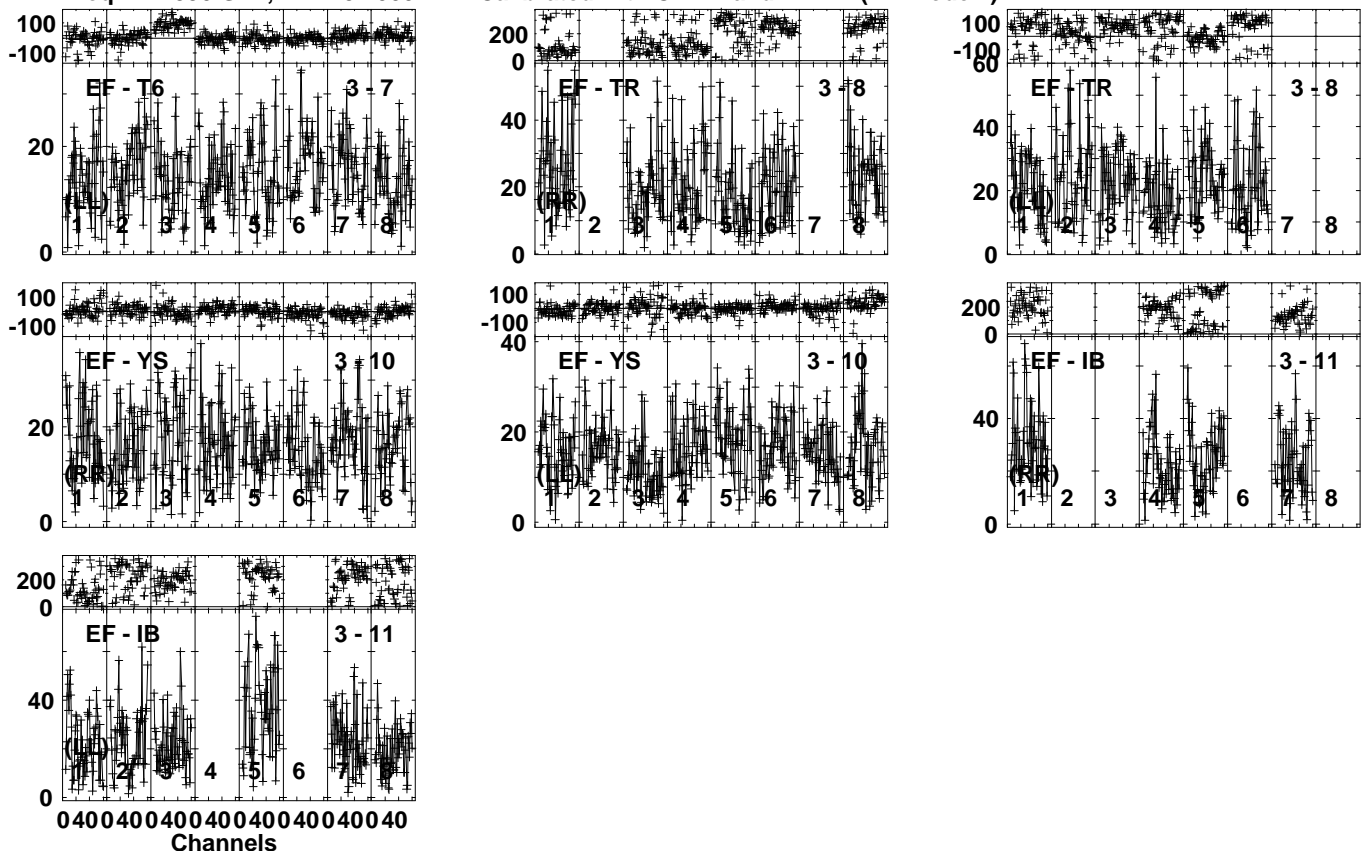 100
-100
EF - T6 3 - 7
20
(LL)
1 2 3 4 5 6 7 8
0
200
0
EF - TR 3 - 8
40
20
(RR)
1 2 3 4 5 6 7 8
0
100
-100
60
EF - TR 3 - 8
40
20
(LL)
1 2 3 4 5 6 7 8
0
100
-100
EF - YS 3 - 10
20
(RR)
1 2 3 4 5 6 7 8
0
100
-100
40
EF - YS 3 - 10
20
(LL)
1 2 3 4 5 6 7 8
0
200
0
EF - IB 3 - 11
40
(RR)
1 2 3 4 5 6 7 8
0
200
0
EF - IB 3 - 11
40
(LL)
1 2 3 4 5 6 7 8
0
0 40 0 40 0 40 0 40 0 40 0 40 0 40 0 40
Channels